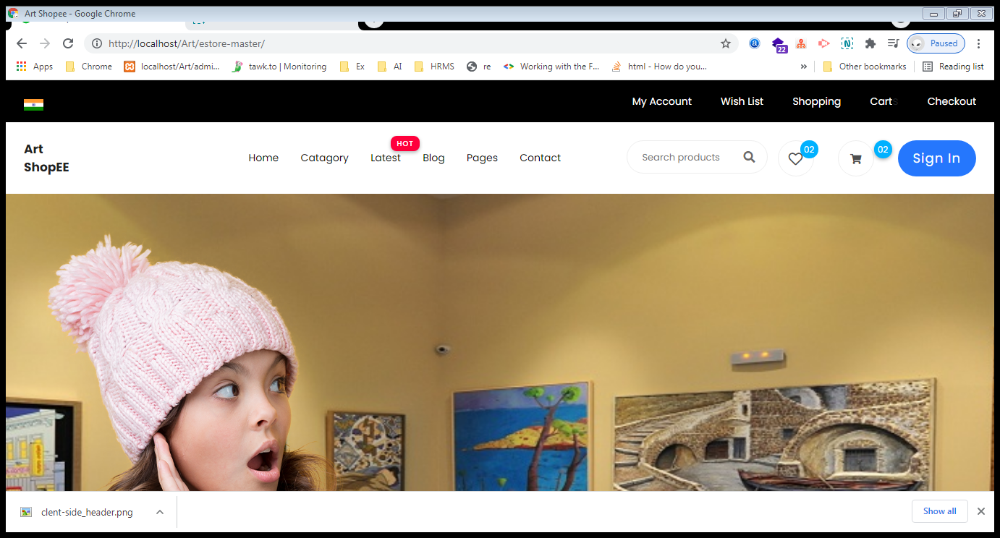 Art Shopee - Google Chrome
http://localhost/Art/estore-master/
22
Paused
Apps
Chrome
localhost/Art/admi...
tawk.to | Monitoring
Ex
AI
HRMS
re
Working with the F...
html - How do you...
»
Other bookmarks
Reading list
My Account
Wish List
Shopping
Carts
Checkout
Art
ShopEE
Home
Catagory
Latest
HOT
Blog
Pages
Contact
Search products
02
02
Sign In
clent-side_header.png
Show all